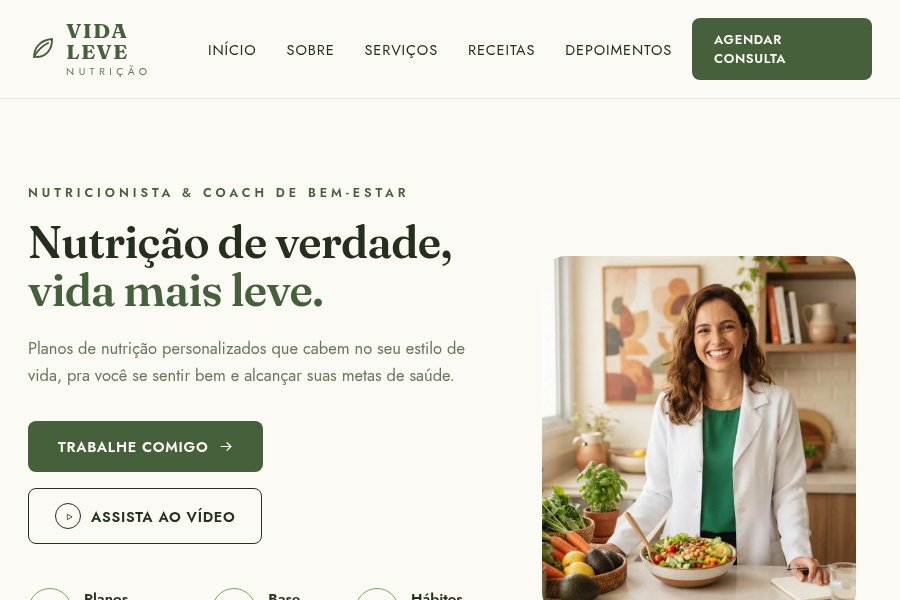 VIDA
LEVE
NUTRIÇÃO
INÍCIO
SOBRE
SERVIÇOS
RECEITAS
DEPOIMENTOS
AGENDAR
CONSULTA
NUTRICIONISTA & COACH DE BEM-ESTAR
Nutrição de verdade,
vida mais leve.
Planos de nutrição personalizados que cabem no seu estilo de
vida, pra você se sentir bem e alcançar suas metas de saúde.
TRABALHE COMIGO →
ASSISTA AO VÍDEO
Planos
Base
Hábitos